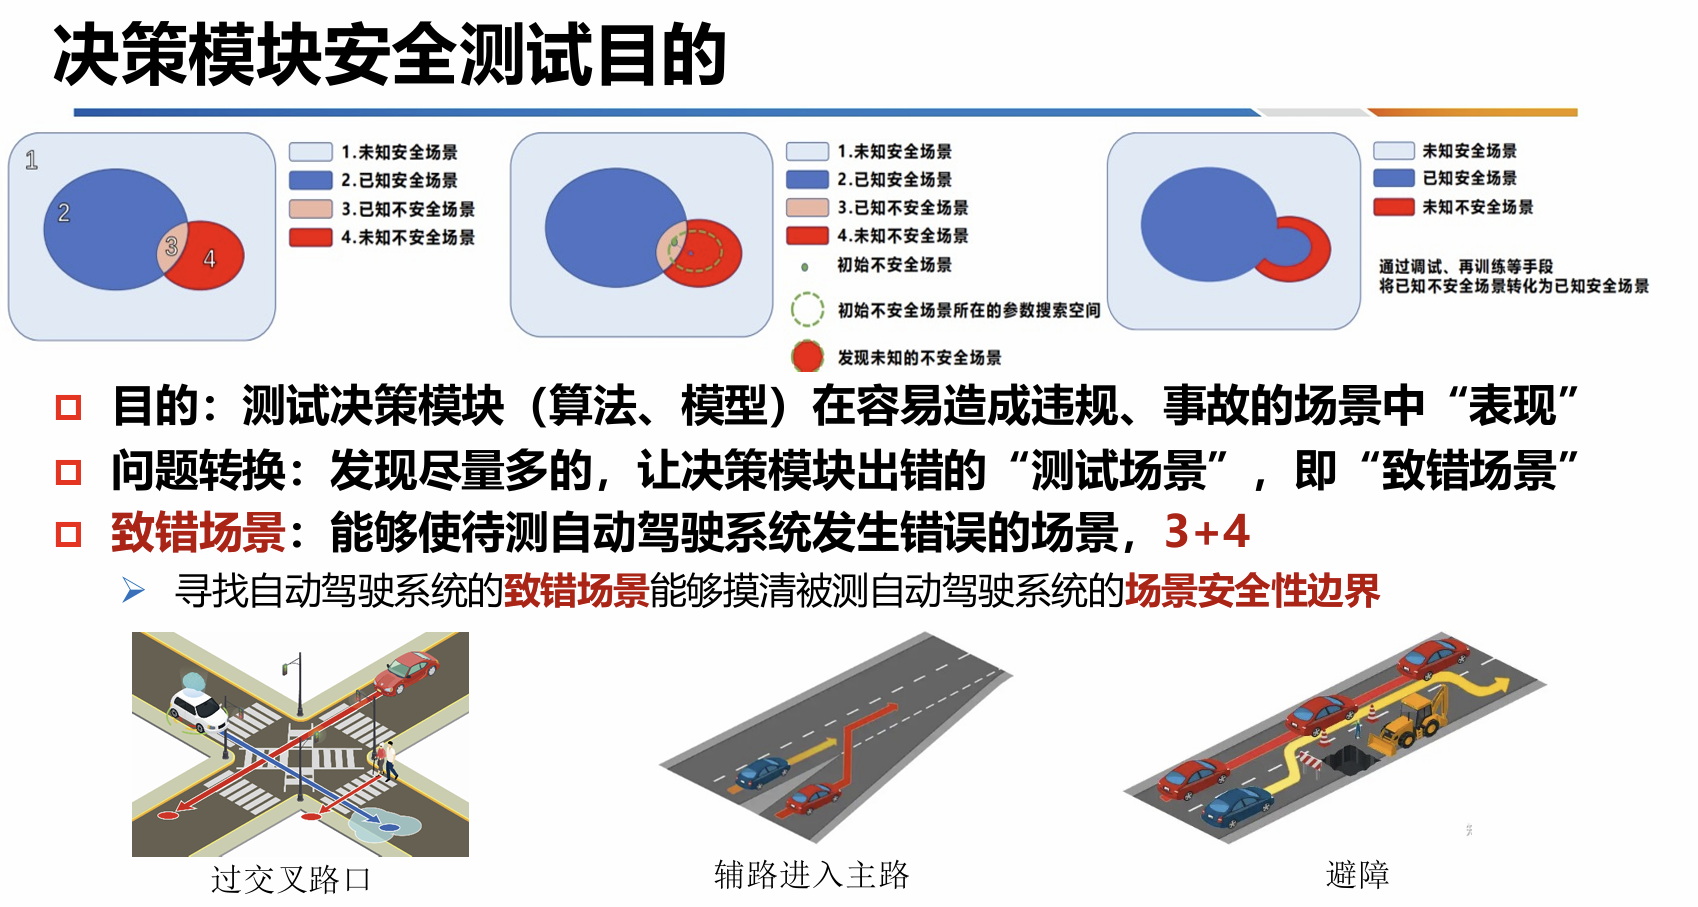 决策模块安全测试目的
1
2
3
4
1.未知安全场景
2.已知安全场景
3.已知不安全场景
4.未知不安全场景
1.未知安全场景
2.已知安全场景
3.已知不安全场景
4.未知不安全场景
初始不安全场景
初始不安全场景所在的参数搜索空间
发现未知的不安全场景
未知安全场景
已知安全场景
未知不安全场景
通过调试、再训练等手段
将已知不安全场景转化为已知安全场景
目的：测试决策模块（算法、模型）在容易造成违规、事故的场景中“表现”
问题转换：发现尽量多的，让决策模块出错的“测试场景”，即“致错场景”
致错场景：能够使待测自动驾驶系统发生错误的场景，3+4
寻找自动驾驶系统的致错场景能够摸清被测自动驾驶系统的场景安全性边界
过交叉路口
辅路进入主路
避障